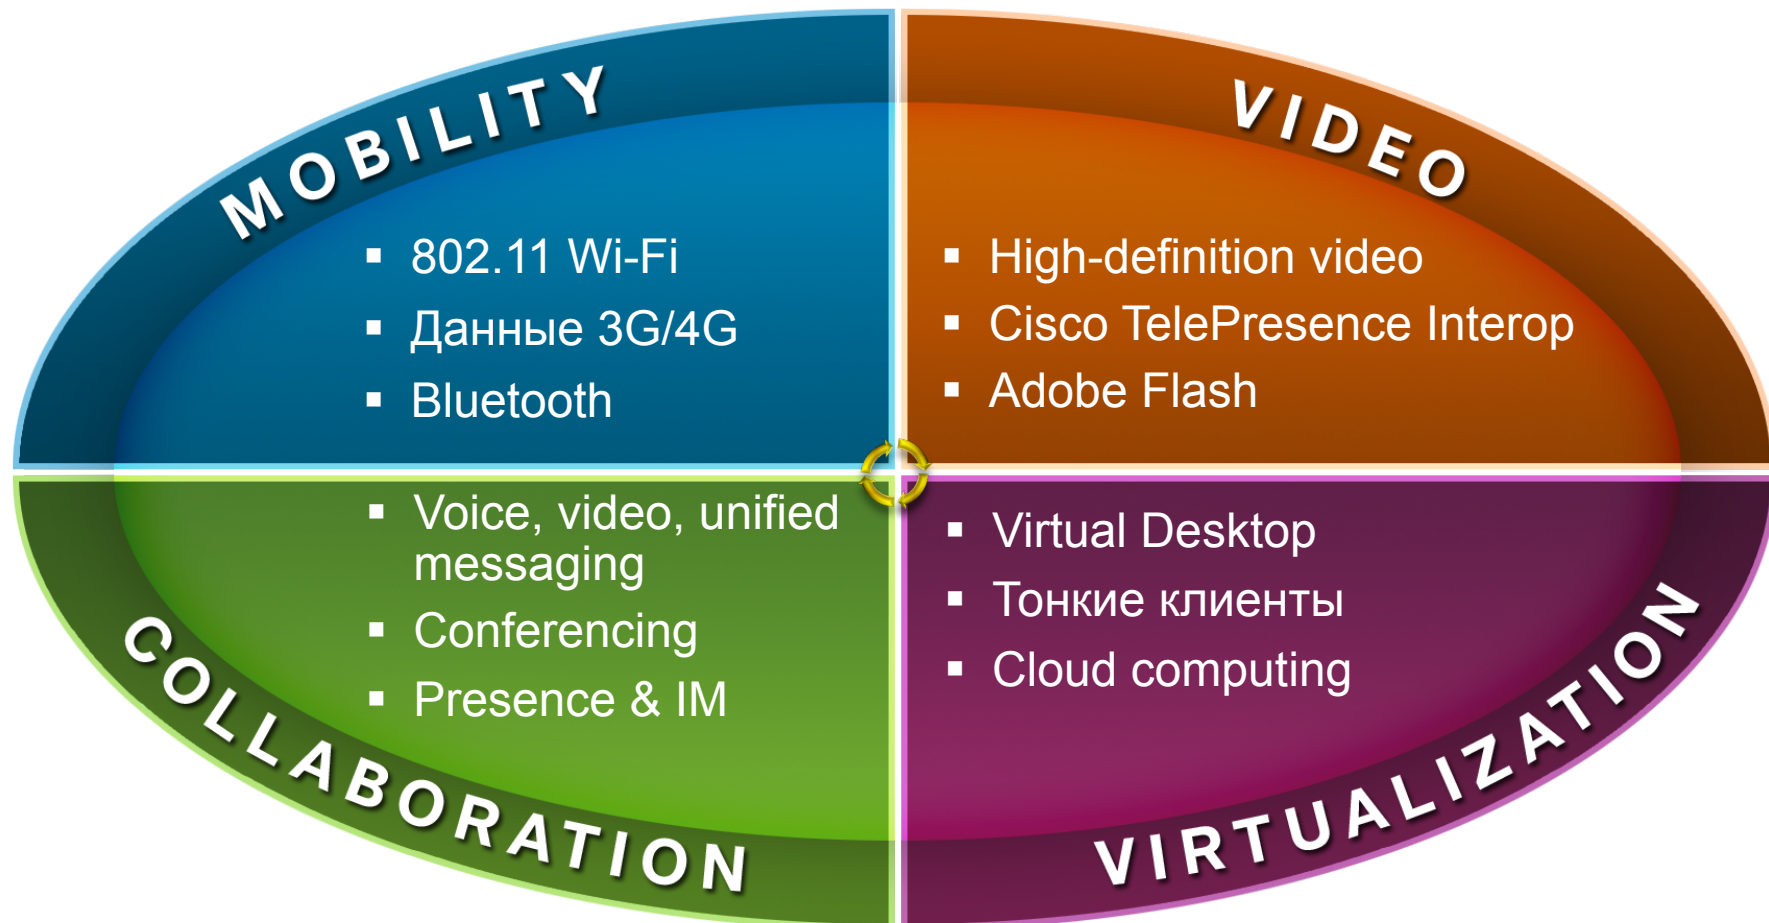 MOBILITY
802.11 Wi-Fi
Данные 3G/4G
Bluetooth
VIDEO
High-definition video
Cisco TelePresence Interop
Adobe Flash
Voice, video, unified
messaging
Conferencing
Presence & IM
COLLABORATION
Virtual Desktop
Тонкие клиенты
Cloud computing
VIRTUALIZATION